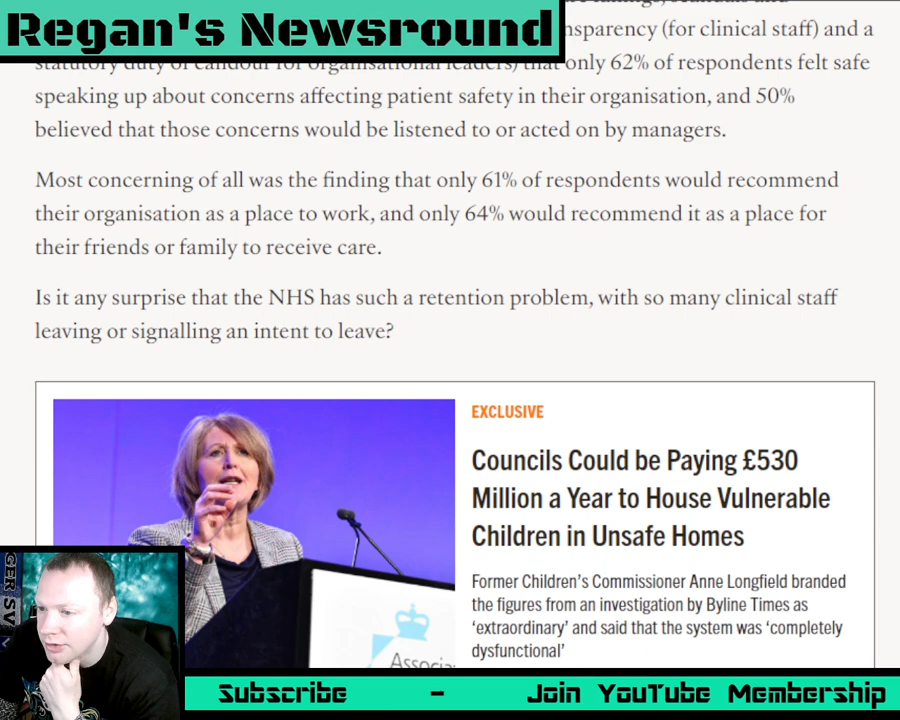 Regan's Newsround
nsparency (for clinical staff) and a
statutory duty of candour for organisational leaders) that only 62% of respondents felt safe
speaking up about concerns affecting patient safety in their organisation, and 50%
believed that those concerns would be listened to or acted on by managers.
Most concerning of all was the finding that only 61% of respondents would recommend
their organisation as a place to work, and only 64% would recommend it as a place for
their friends or family to receive care.
Is it any surprise that the NHS has such a retention problem, with so many clinical staff
leaving or signalling an intent to leave?
EXCLUSIVE
Councils Could be Paying £530
Million a Year to House Vulnerable
Children in Unsafe Homes
Former Children's Commissioner Anne Longfield branded
the figures from an investigation by Byline Times as
‘extraordinary’ and said that the system was ‘completely
dysfunctional’
Associa
Subscribe - Join YouTube Membership